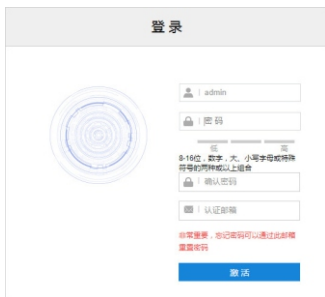 登录
admin
密码
低 高
8-16位，数字，大、小写字母或特殊
符号的两种或以上组合
确认密码
认证邮箱
非常重要，忘记密码可以通过此邮箱
重置密码
激活